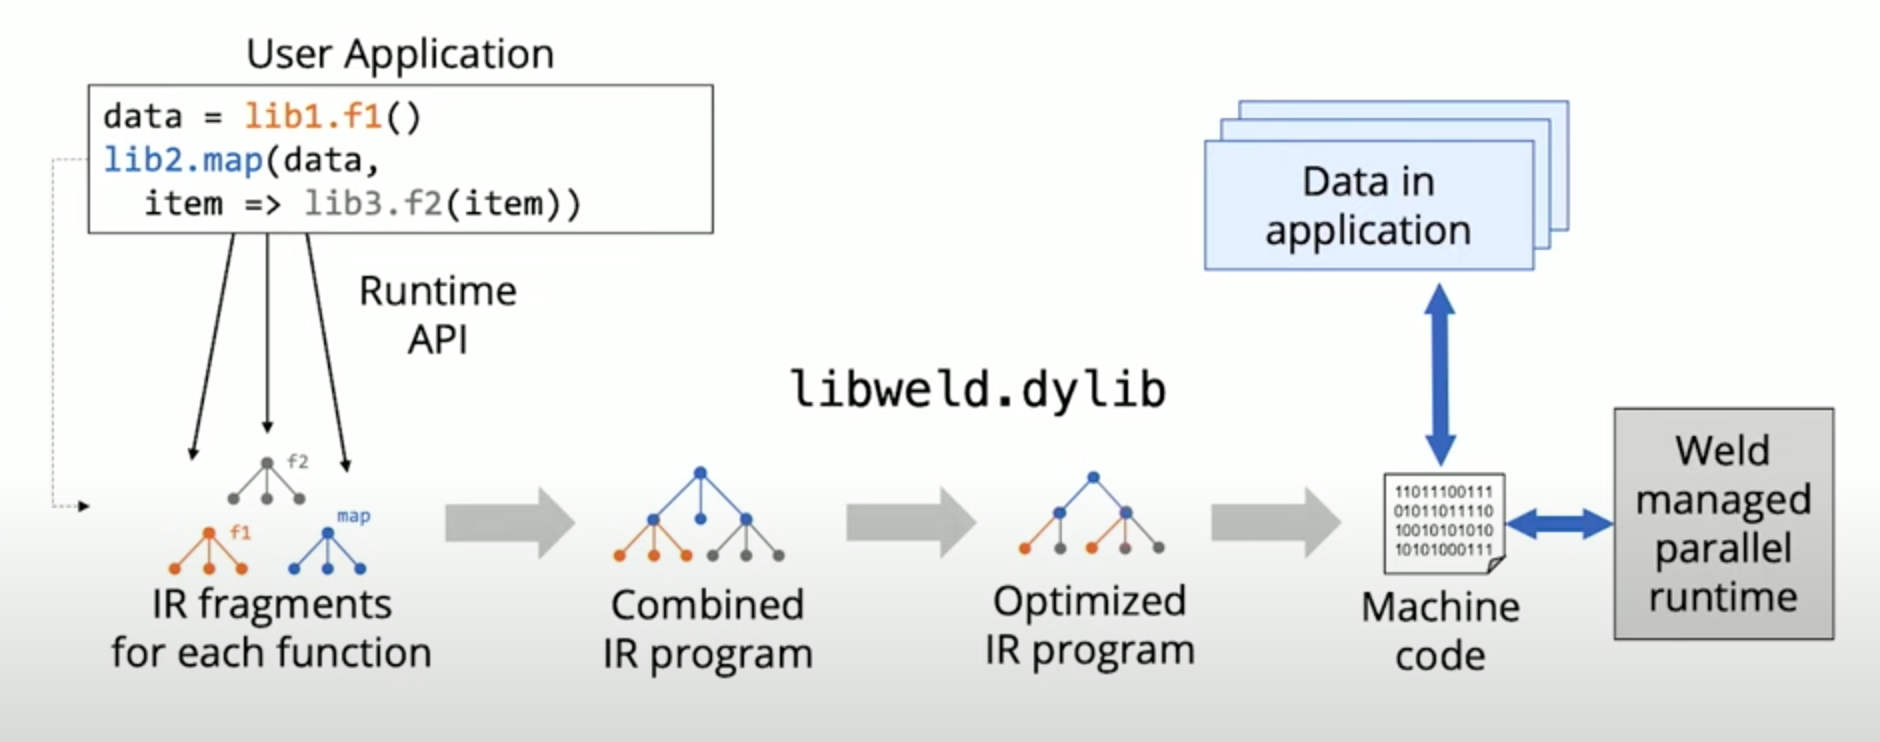 User Application
data = lib1.f1()
lib2.map(data,
item => lib3.f2(item))
Runtime
API
f2
f1
map
IR fragments
for each function
libweld.dylib
Combined
IR program
Optimized
IR program
Data in
application
11011100111
01011011110
10010101010
10101000111
Machine
code
Weld
managed
parallel
runtime